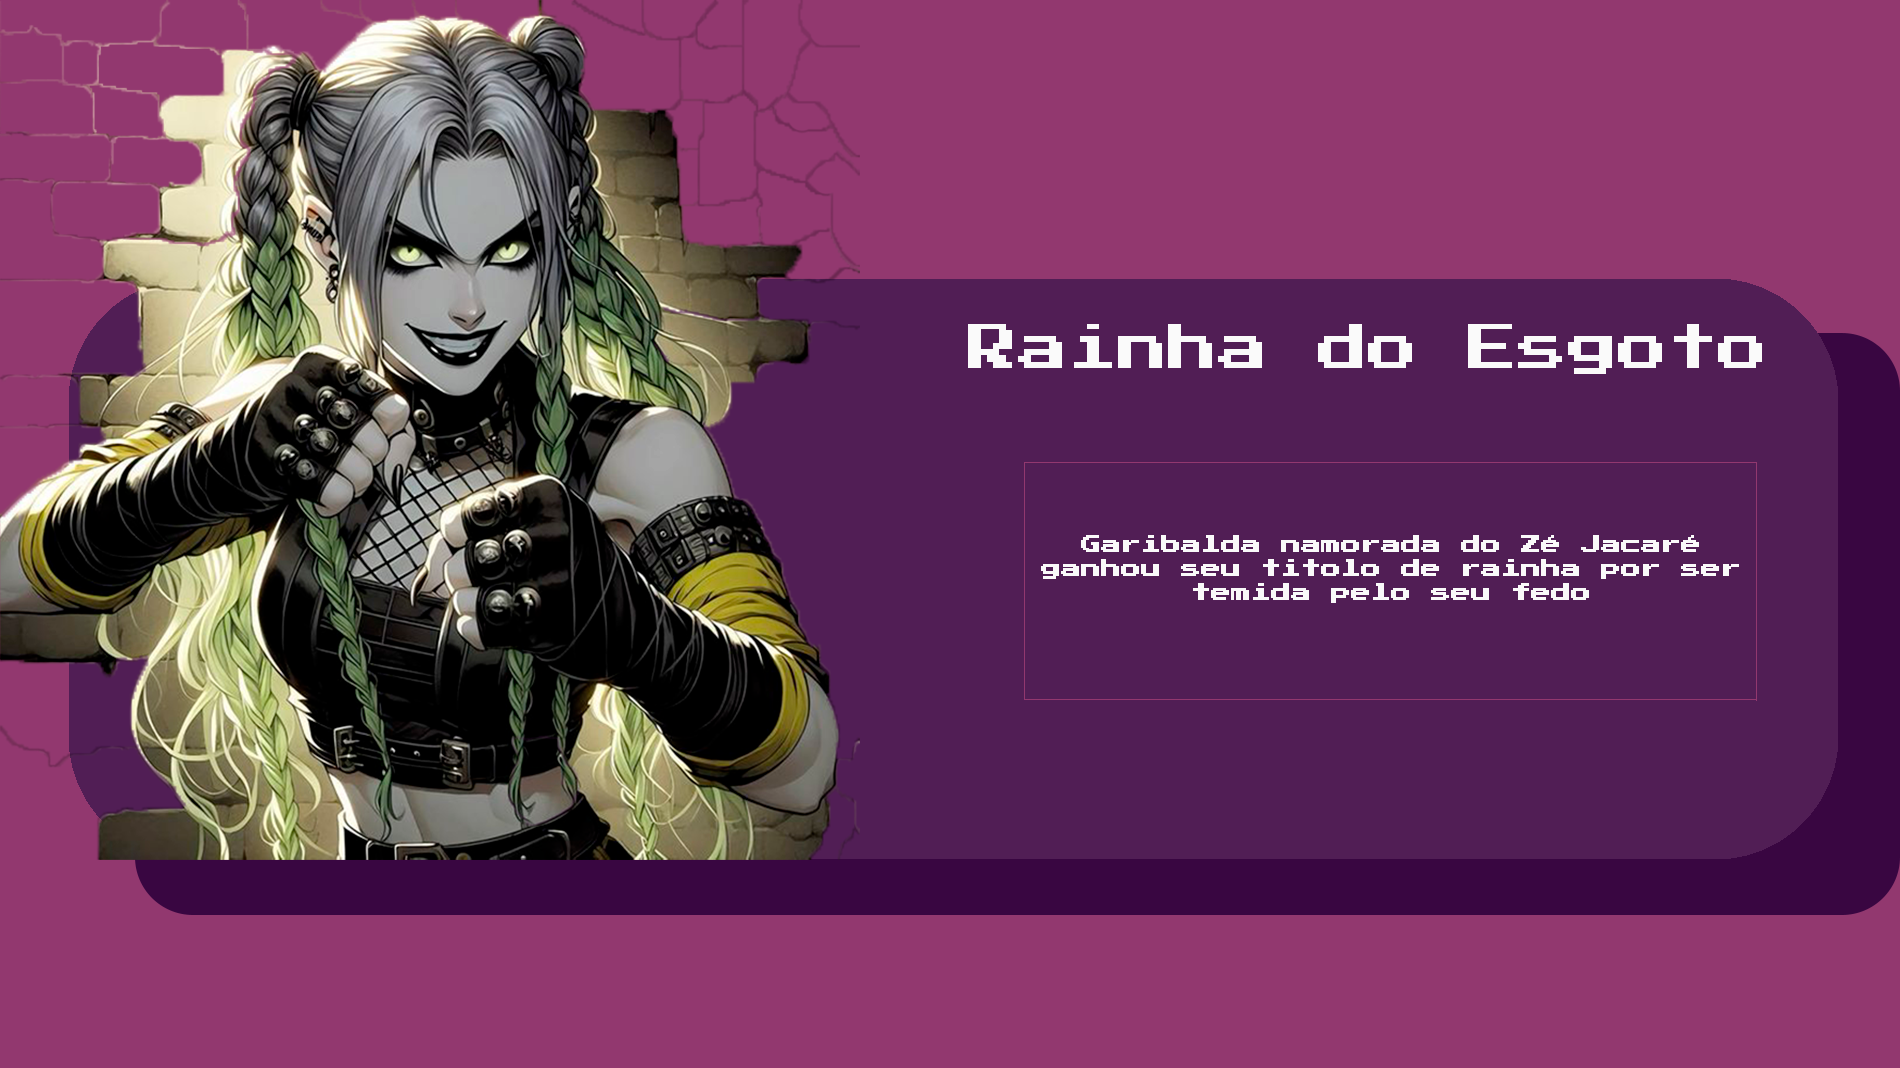 Rainha do Esgoto
Garibalda namorada do Zé Jacaré
ganhou seu titolo de rainha por ser
temida pelo seu fedo